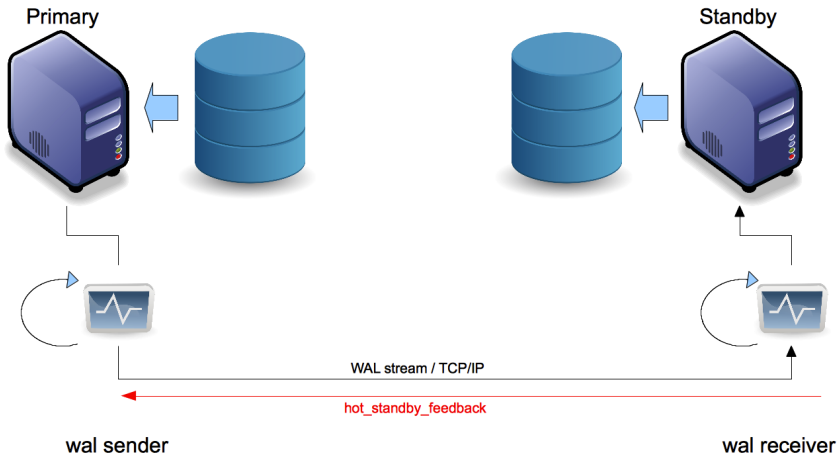 Primary
Standby
WAL stream / TCP/IP
hot_standby_feedback
wal sender
wal receiver